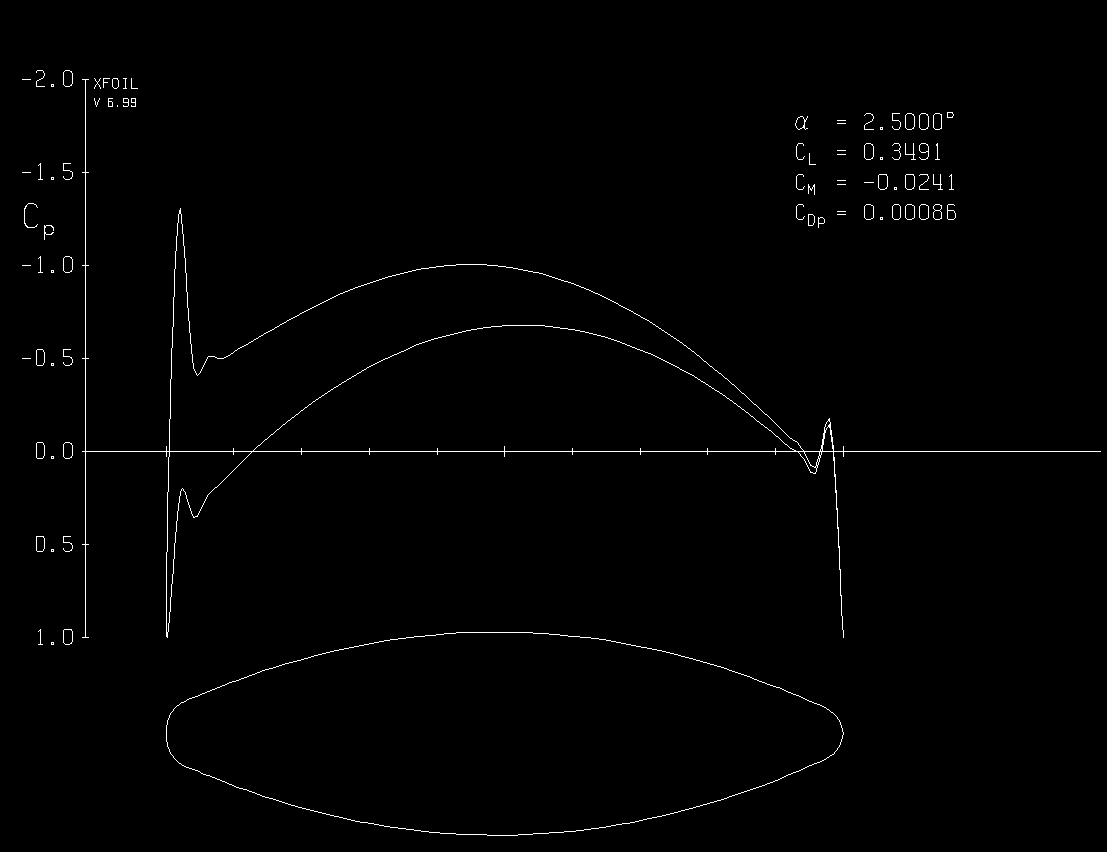 -2.0
XFOIL
V 6.99
α = 2.5000°
C_L = 0.3491
-1.5
C_M = -0.0241
C_p
C_Dp = 0.00086
-1.0
-0.5
0.0
0.5
1.0